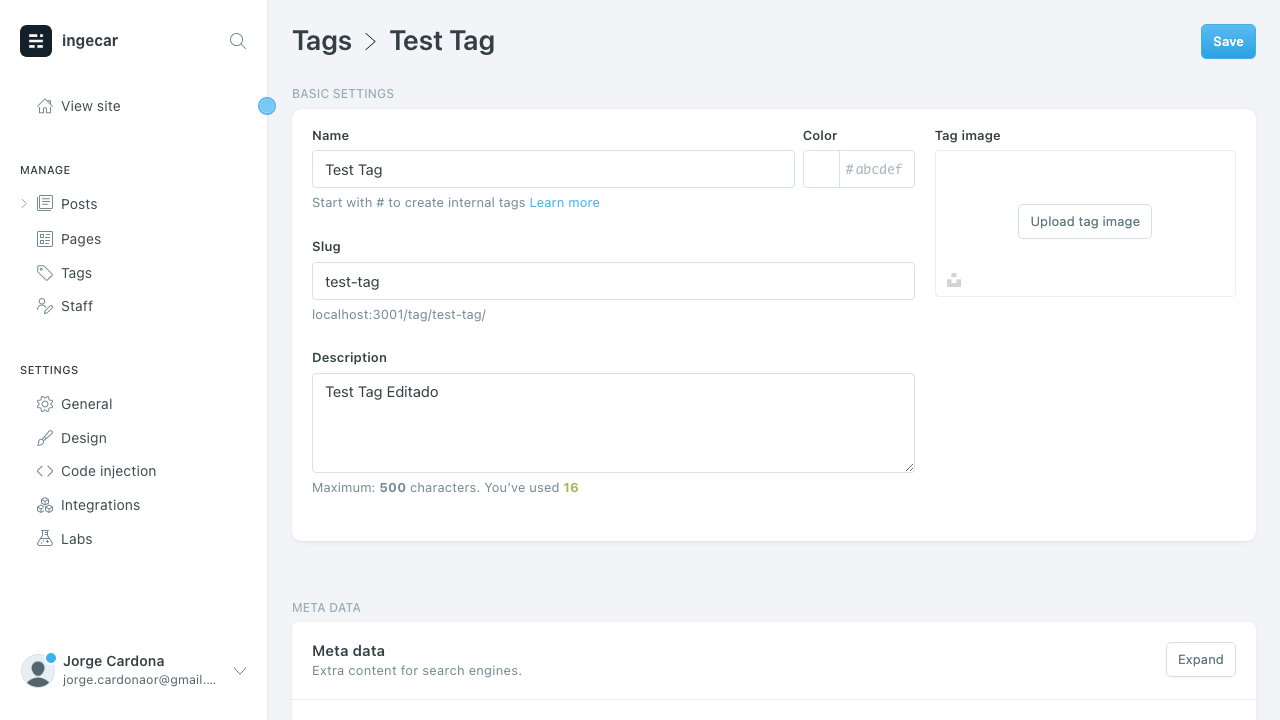 ingecar
View site
MANAGE
Posts
Pages
Tags
Staff
SETTINGS
General
Design
Code injection
Integrations
Labs
Jorge Cardona
jorge.cardonaor@gmail....
Tags > Test Tag
Save
BASIC SETTINGS
Name
Test Tag
Start with # to create internal tags Learn more
Color
#abcdef
Tag image
Upload tag image
Slug
test-tag
localhost:3001/tag/test-tag/
Description
Test Tag Editado
Maximum: 500 characters. You’ve used 16
META DATA
Meta data
Extra content for search engines.
Expand